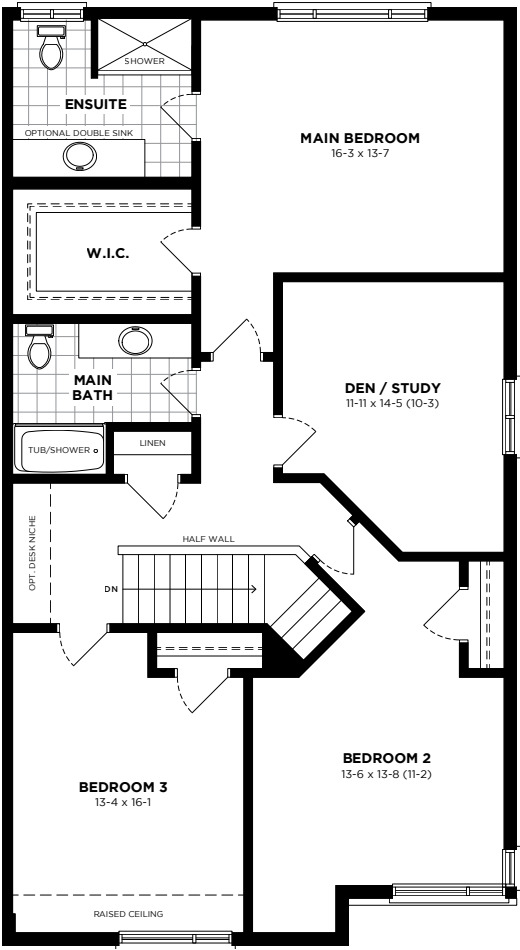 SHOWER
ENSUITE
OPTIONAL DOUBLE SINK
MAIN BEDROOM
16-3 x 13-7
W.I.C.
MAIN
BATH
DEN / STUDY
11-11 x 14-5 (10-3)
TUB/SHOWER
LINEN
OPT. DESK NICHE
HALF WALL
DN
BEDROOM 2
13-6 x 13-8 (11-2)
BEDROOM 3
13-4 x 16-1
RAISED CEILING